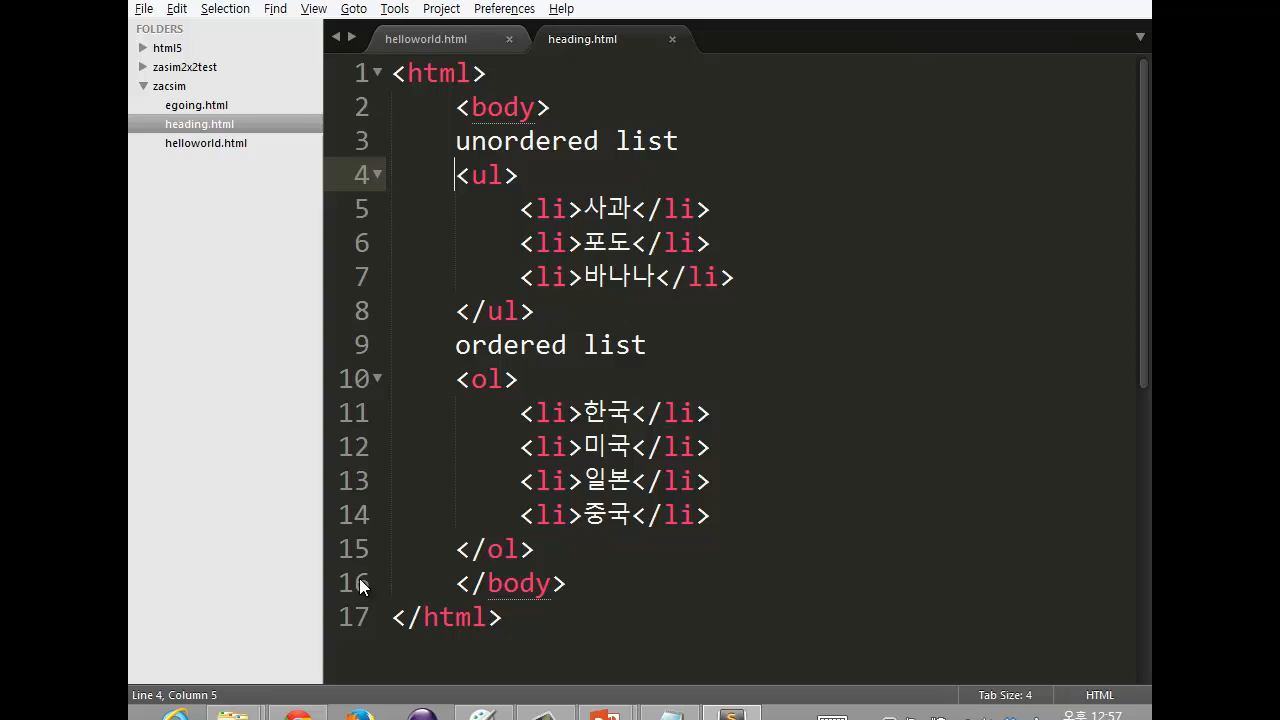 File Edit Selection Find View Goto Tools Project Preferences Help
FOLDERS
html5
zasim2x2test
zacsim
egoing.html
heading.html
helloworld.html
helloworld.html × heading.html ×
1 <html>
2 <body>
3 unordered list
4 <ul>
5 <li>사과</li>
6 <li>포도</li>
7 <li>바나나</li>
8 </ul>
9 ordered list
10 <ol>
11 <li>한국</li>
12 <li>미국</li>
13 <li>일본</li>
14 <li>중국</li>
15 </ol>
16 </body>
17 </html>
Line 4, Column 5 Tab Size: 4 HTML
오후 12:57